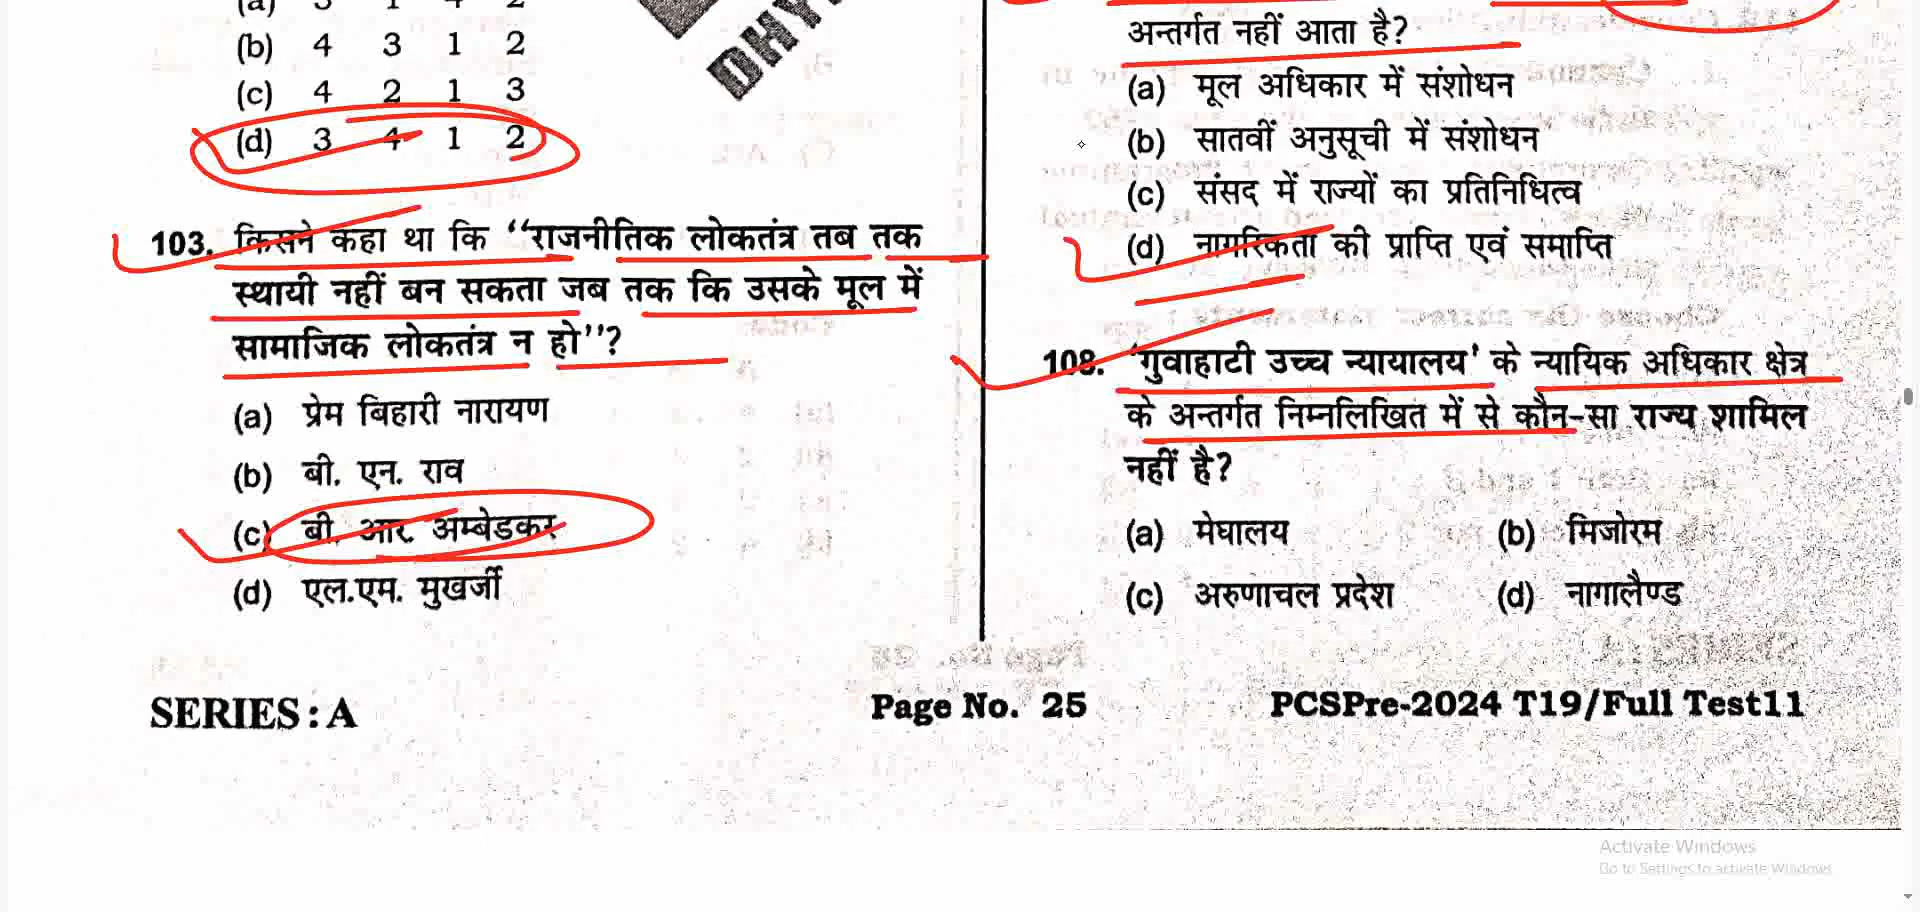 (a) 3 1 4 2
(b) 4 3 1 2
(c) 4 2 1 3
(d) 3 4 1 2
103. किसने कहा था कि ‘‘राजनीतिक लोकतंत्र तब तक
स्थायी नहीं बन सकता जब तक कि उसके मूल में
सामाजिक लोकतंत्र न हो’’?
(a) प्रेम बिहारी नारायण
(b) बी. एन. राव
(c) बी. आर. अम्बेडकर
(d) एल.एम. मुखर्जी
अन्तर्गत नहीं आता है?
(a) मूल अधिकार में संशोधन
(b) सातवीं अनुसूची में संशोधन
(c) संसद में राज्यों का प्रतिनिधित्व
(d) नागरिकता की प्राप्ति एवं समाप्ति
108. 'गुवाहाटी उच्च न्यायालय' के न्यायिक अधिकार क्षेत्र
के अन्तर्गत निम्नलिखित में से कौन-सा राज्य शामिल
नहीं है?
(a) मेघालय (b) मिजोरम
(c) अरुणाचल प्रदेश (d) नागालैण्ड
SERIES : A Page No. 25 PCSPre-2024 T19/Full Test11
Activate Windows
Go to Settings to activate Windows.